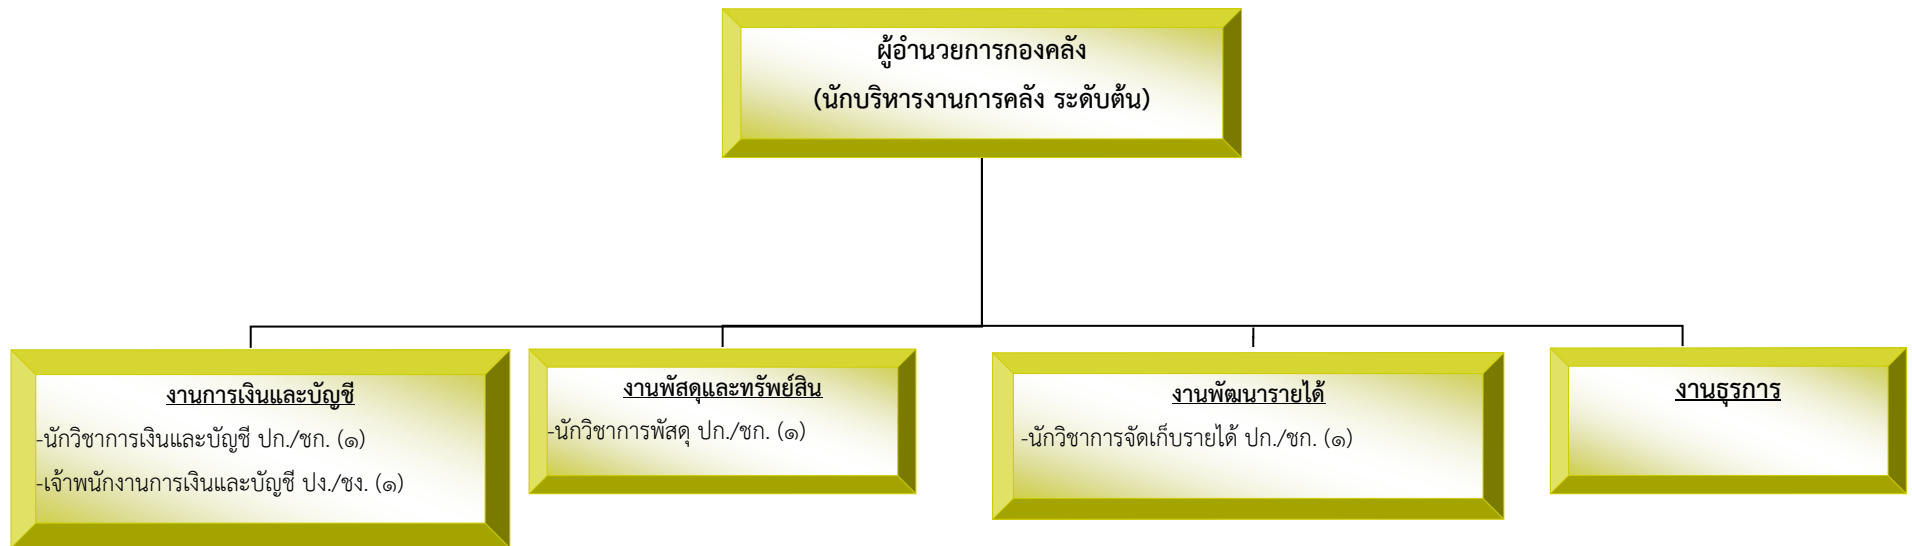 ผู้อำนวยการกองคลัง
(นักบริหารงานการคลัง ระดับต้น)
งานการเงินและบัญชี
-นักวิชาการเงินและบัญชี ปก./ชก. (๑)
-เจ้าพนักงานการเงินและบัญชี ปง./ชง. (๑)
งานพัสดุและทรัพย์สิน
-นักวิชาการพัสดุ ปก./ชก. (๑)
งานพัฒนารายได้
-นักวิชาการจัดเก็บรายได้ ปก./ชก. (๑)
งานธุรการ